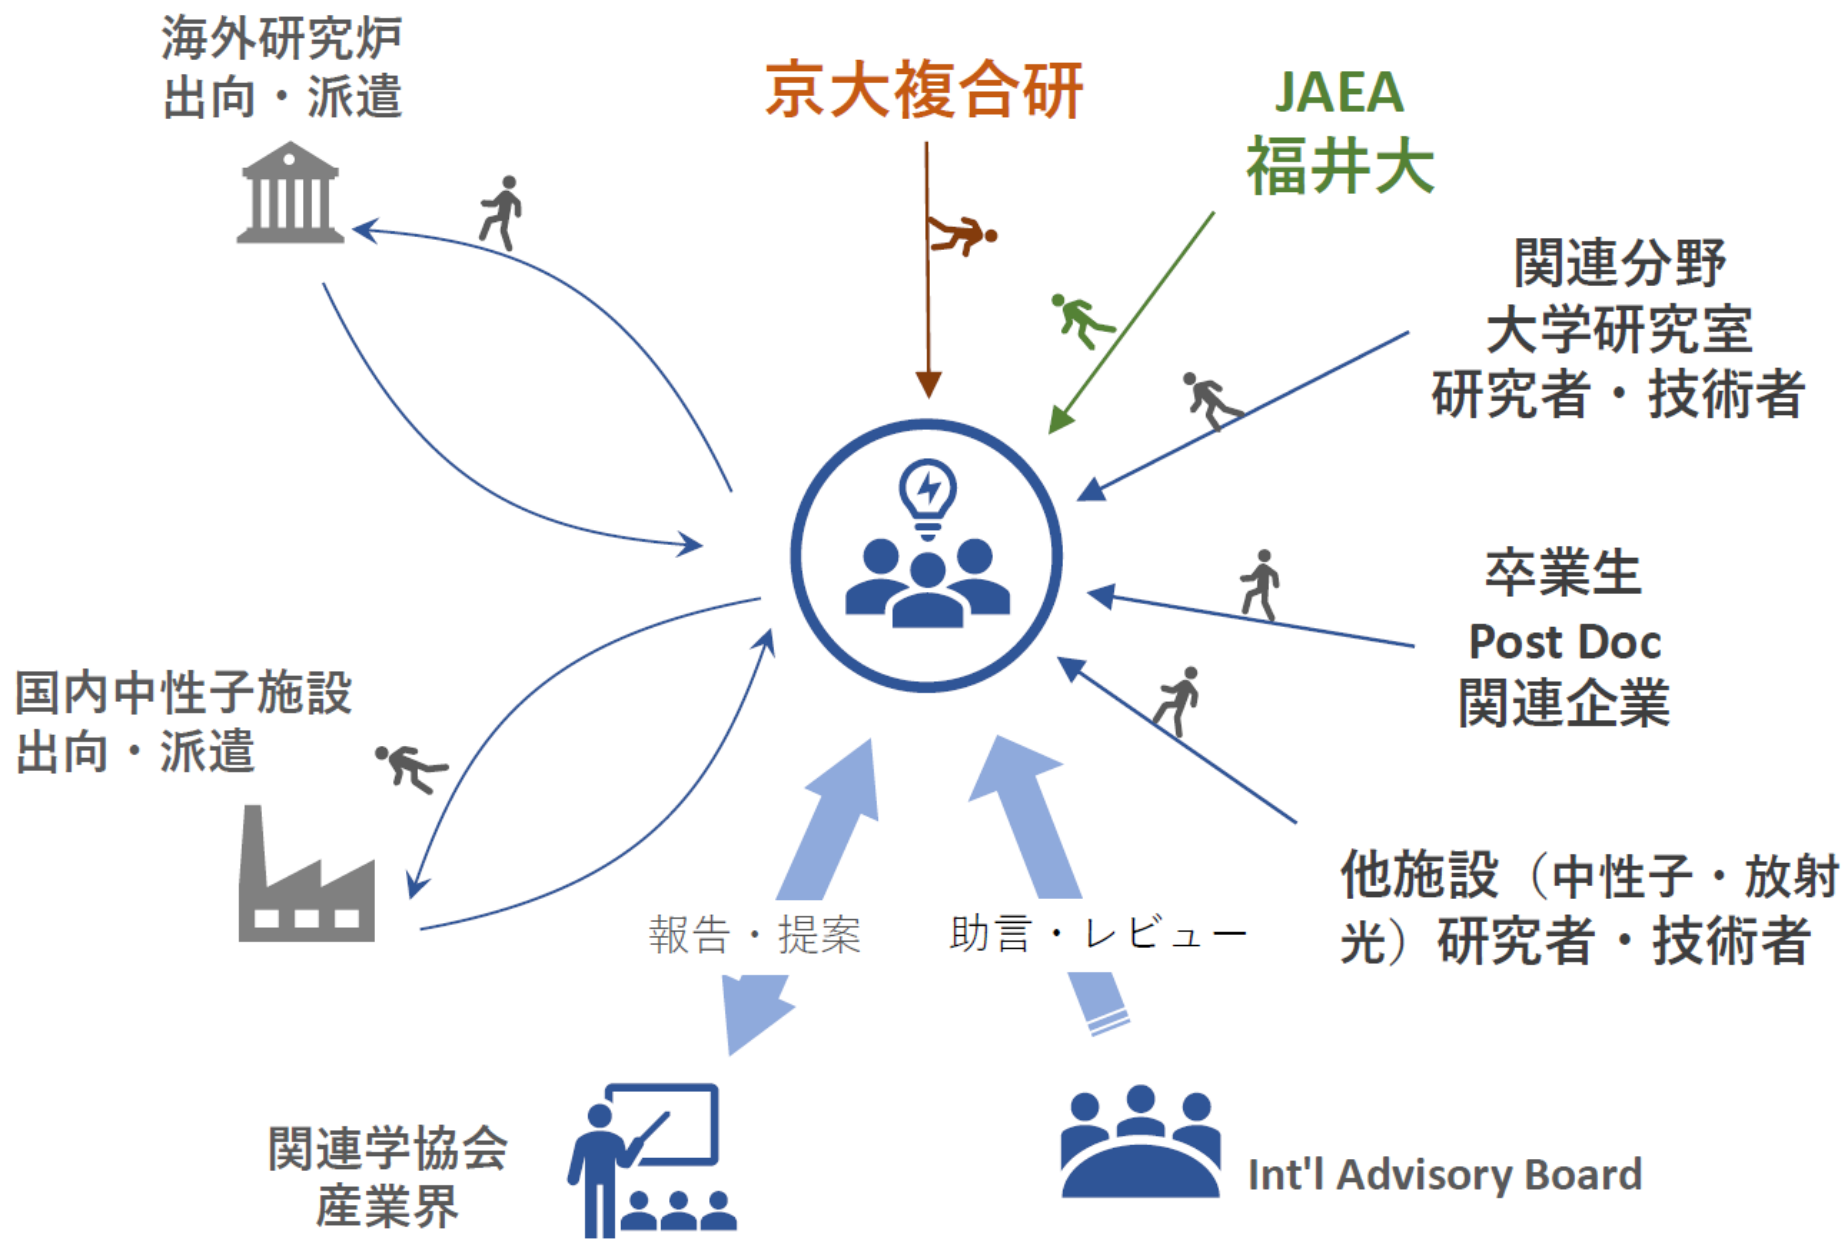 海外研究炉
出向・派遣
京大複合研
JAEA
福井大
関連分野
大学研究室
研究者・技術者
卒業生
Post Doc
関連企業
国内中性子施設
出向・派遣
他施設（中性子・放射
光）研究者・技術者
報告・提案
助言・レビュー
関連学協会
産業界
Int'l Advisory Board